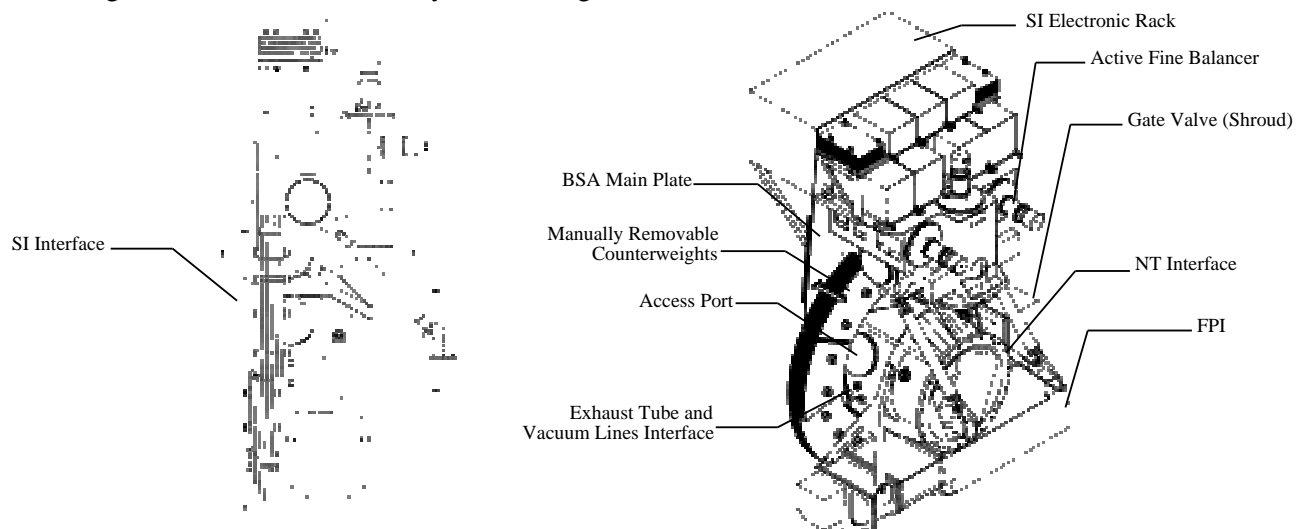 SI Electronic Rack
Active Fine Balancer
Gate Valve (Shroud)
BSA Main Plate
Manually Removable
Counterweights
SI Interface
NT Interface
Access Port
FPI
Exhaust Tube and
Vacuum Lines Interface